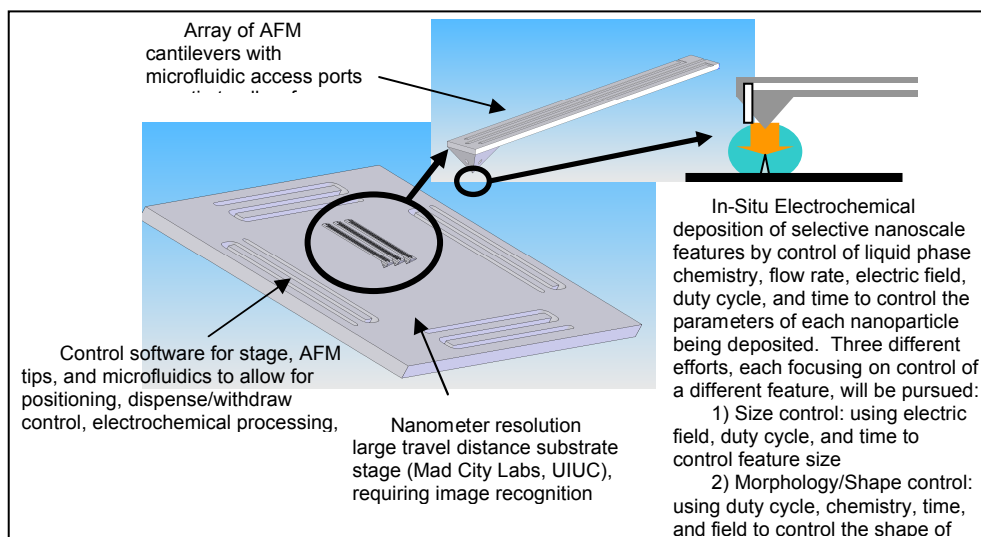 Array of AFM
cantilevers with
microfluidic access ports
In-Situ Electrochemical
deposition of selective nanoscale
features by control of liquid phase
chemistry, flow rate, electric field,
duty cycle, and time to control the
parameters of each nanoparticle
being deposited.  Three different
efforts, each focusing on control of
a different feature, will be pursued:
1) Size control: using electric
field, duty cycle, and time to
control feature size
2) Morphology/Shape control:
using duty cycle, chemistry, time,
and field to control the shape of
Control software for stage, AFM
tips, and microfluidics to allow for
positioning, dispense/withdraw
control, electrochemical processing,
Nanometer resolution
large travel distance substrate
stage (Mad City Labs, UIUC),
requiring image recognition